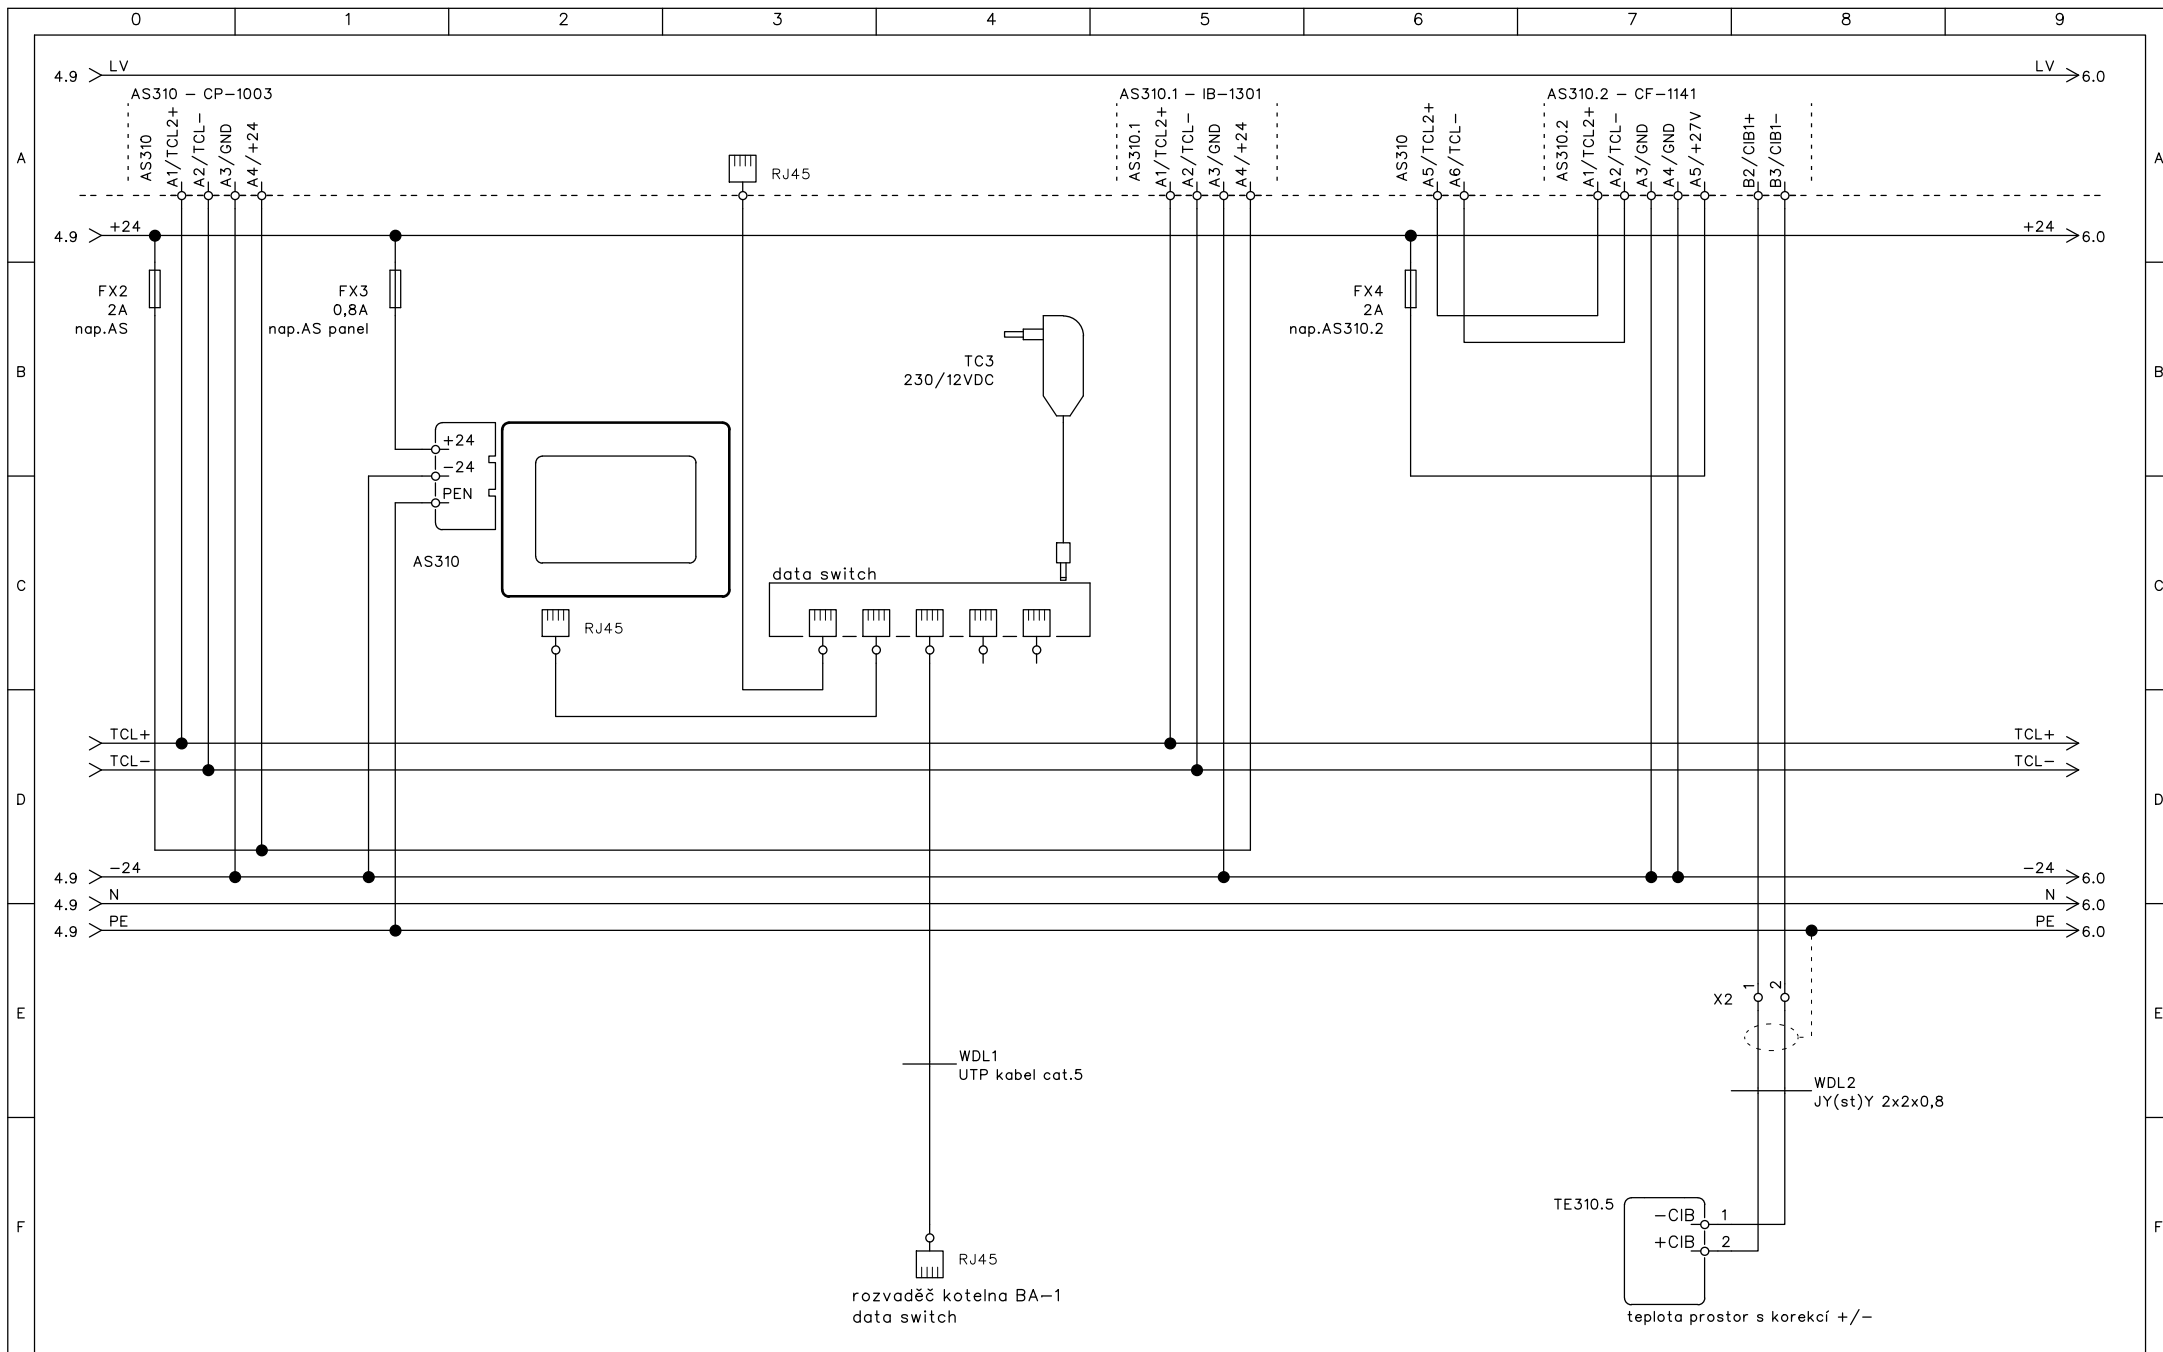 0 1 2 3 4 5 6 7 8 9
4.9 LV LV 6.0
AS310 – CP–1003
AS310
A1/TCL2+
A2/TCL–
A3/GND
A4/+24
RJ45
AS310.1 – IB–1301
AS310.1
A1/TCL2+
A2/TCL–
A3/GND
A4/+24
AS310
A5/TCL2+
A6/TCL–
AS310.2 – CF–1141
AS310.2
A1/TCL2+
A2/TCL–
A3/GND
A4/GND
A5/+27V
B2/CIB1+
B3/CIB1–
A A
4.9 +24 +24 6.0
FX2
2A
nap.AS
FX3
0,8A
nap.AS panel
TC3
230/12VDC
FX4
2A
nap.AS310.2
B B
+24
–24
PEN
AS310
RJ45
data switch
C C
TCL+ TCL+
TCL– TCL–
D D
4.9 –24 –24 6.0
4.9 N N 6.0
4.9 PE PE 6.0
X2 1 2
E E
WDL1
UTP kabel cat.5
WDL2
JY(st)Y 2x2x0,8
F F
TE310.5
–CIB 1
+CIB 2
teplota prostor s korekcí +/–
RJ45
rozvaděč kotelna BA–1
data switch